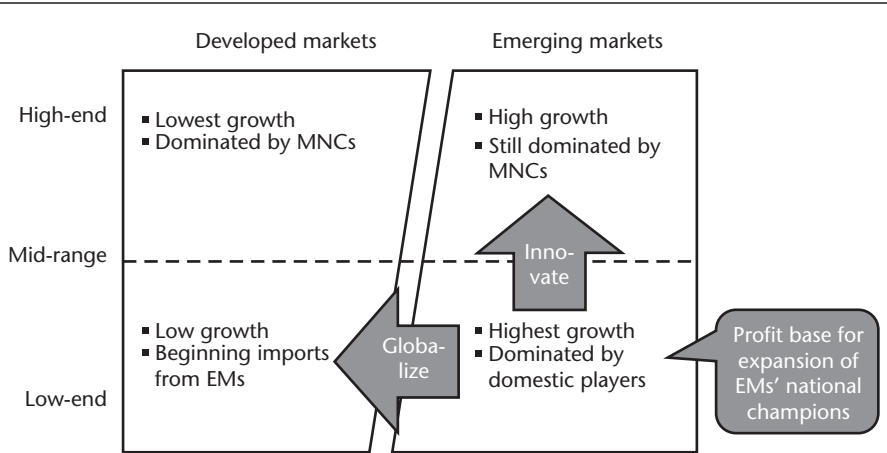 Developed markets
Emerging markets
High-end
▪ Lowest growth
▪ Dominated by MNCs
▪ High growth
▪ Still dominated by
MNCs
Mid-range
Inno-
vate
▪ Low growth
▪ Beginning imports
from EMs
Globa-
lize
▪ Highest growth
▪ Dominated by
domestic players
Profit base for
expansion of
EMs’ national
champions
Low-end